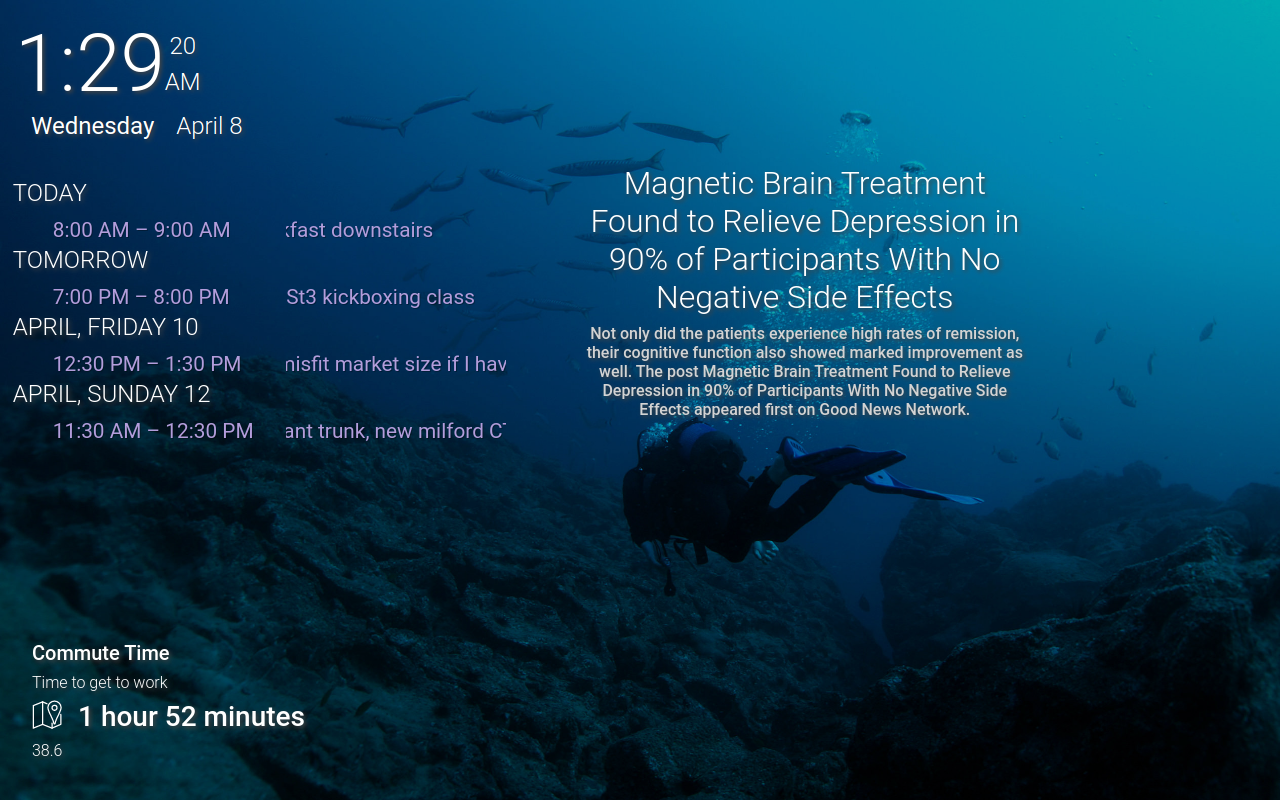 1:29 20 AM
Wednesday April 8
TODAY
8:00 AM – 9:00 AM fast downstairs
TOMORROW
7:00 PM – 8:00 PM St3 kickboxing class
APRIL, FRIDAY 10
12:30 PM – 1:30 PM misfit market size if I hav
APRIL, SUNDAY 12
11:30 AM – 12:30 PM ant trunk, new milford C
Magnetic Brain Treatment
Found to Relieve Depression in
90% of Participants With No
Negative Side Effects
Not only did the patients experience high rates of remission,
their cognitive function also showed marked improvement as
well. The post Magnetic Brain Treatment Found to Relieve
Depression in 90% of Participants With No Negative Side
Effects appeared first on Good News Network.
Commute Time
Time to get to work
1 hour 52 minutes
38.6